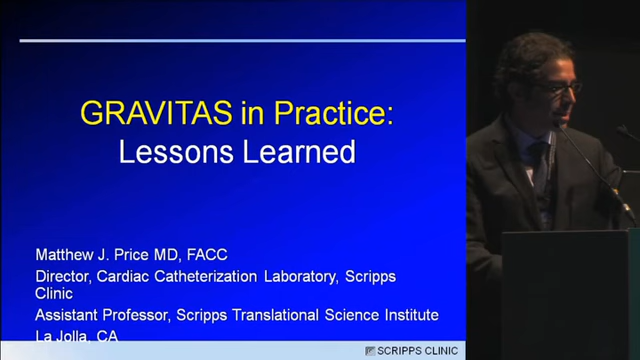 GRAVITAS in Practice:
Lessons Learned
Matthew J. Price MD, FACC
Director, Cardiac Catheterization Laboratory, Scripps
Clinic
Assistant Professor, Scripps Translational Science Institute
La Jolla, CA
SCRIPPS CLINIC